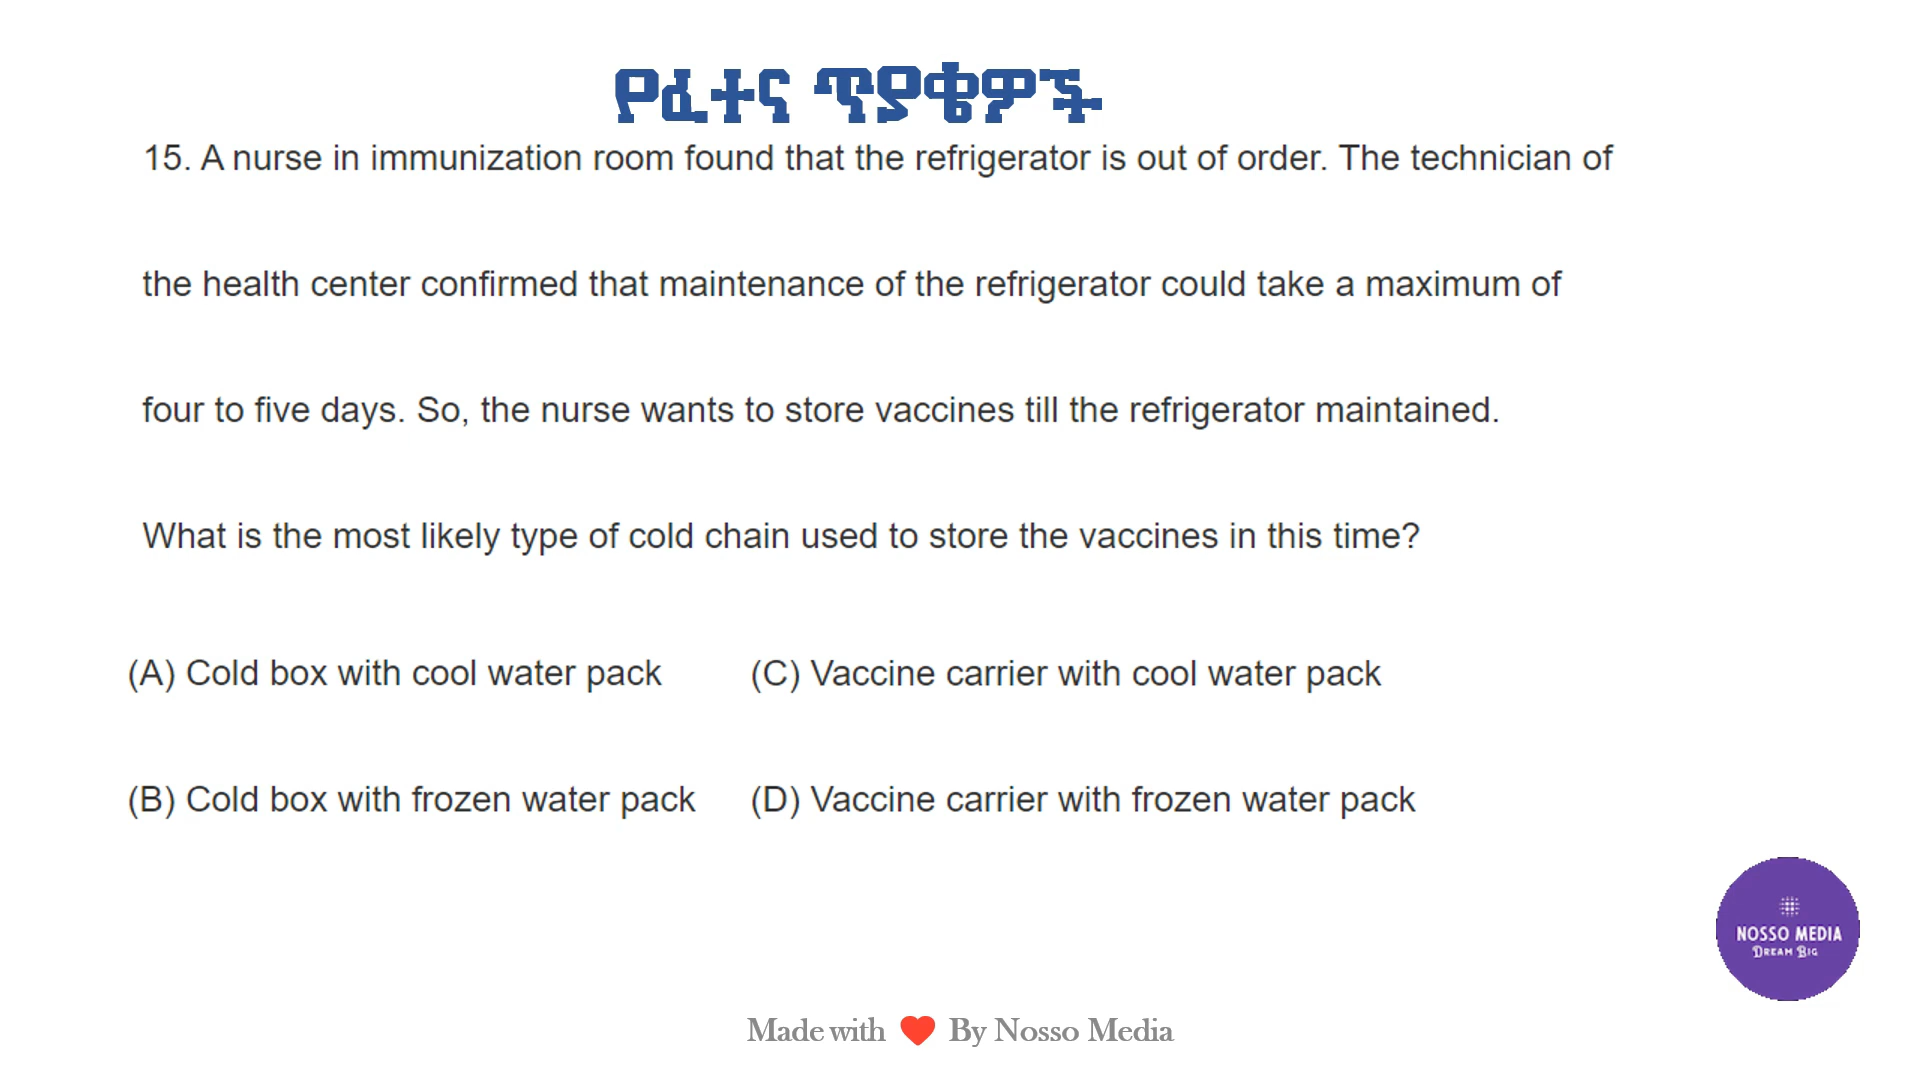 የፈተና ጥያቄዎች
15. A nurse in immunization room found that the refrigerator is out of order. The technician of
the health center confirmed that maintenance of the refrigerator could take a maximum of
four to five days. So, the nurse wants to store vaccines till the refrigerator maintained.
What is the most likely type of cold chain used to store the vaccines in this time?
(A) Cold box with cool water pack (C) Vaccine carrier with cool water pack
(B) Cold box with frozen water pack (D) Vaccine carrier with frozen water pack
NOSSO MEDIA
DREAM BIG
Made with ❤ By Nosso Media